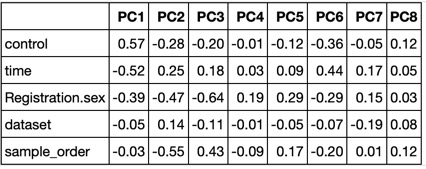 PC1 PC2 PC3 PC4 PC5 PC6 PC7 PC8
control 0.57 -0.28 -0.20 -0.01 -0.12 -0.36 -0.05 0.12
time -0.52 0.25 0.18 0.03 0.09 0.44 0.17 0.05
Registration.sex -0.39 -0.47 -0.64 0.19 0.29 -0.29 0.15 0.03
dataset -0.05 0.14 -0.11 -0.01 -0.05 -0.07 -0.19 0.08
sample_order -0.03 -0.55 0.43 -0.09 0.17 -0.20 0.01 0.12